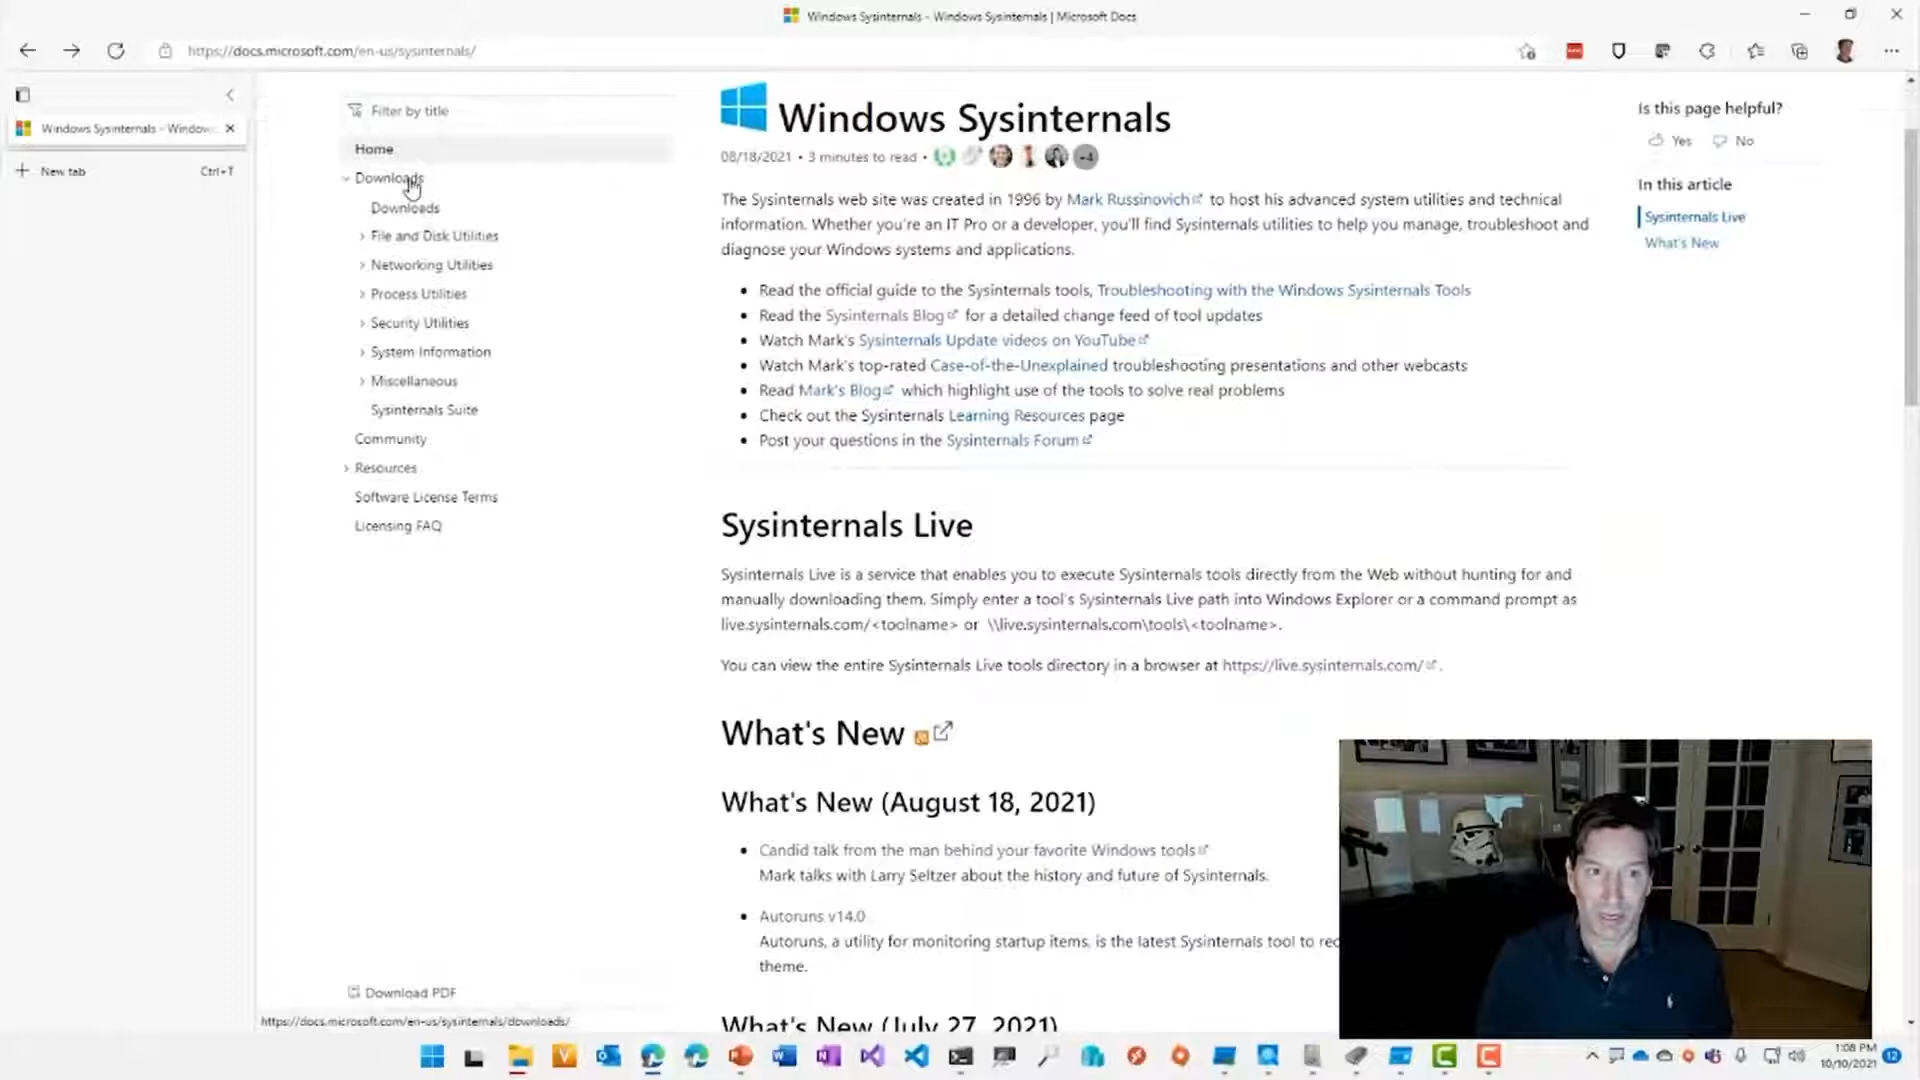 Windows Sysinternals - Windows Sysinternals | Microsoft Docs
https://docs.microsoft.com/en-us/sysinternals/
Windows Sysinternals - Window
New tab
Ctrl+T
Filter by title
Home
Downloads
Downloads
File and Disk Utilities
Networking Utilities
Process Utilities
Security Utilities
System Information
Miscellaneous
Sysinternals Suite
Community
Resources
Software License Terms
Licensing FAQ
Download PDF
https://docs.microsoft.com/en-us/sysinternals/downloads/
Windows Sysinternals
08/18/2021 • 3 minutes to read • +4
The Sysinternals web site was created in 1996 by Mark Russinovich to host his advanced system utilities and technical
information. Whether you're an IT Pro or a developer, you'll find Sysinternals utilities to help you manage, troubleshoot and
diagnose your Windows systems and applications.
• Read the official guide to the Sysinternals tools, Troubleshooting with the Windows Sysinternals Tools
• Read the Sysinternals Blog for a detailed change feed of tool updates
• Watch Mark's Sysinternals Update videos on YouTube
• Watch Mark's top-rated Case-of-the-Unexplained troubleshooting presentations and other webcasts
• Read Mark's Blog which highlight use of the tools to solve real problems
• Check out the Sysinternals Learning Resources page
• Post your questions in the Sysinternals Forum
Sysinternals Live
Sysinternals Live is a service that enables you to execute Sysinternals tools directly from the Web without hunting for and
manually downloading them. Simply enter a tool's Sysinternals Live path into Windows Explorer or a command prompt as
live.sysinternals.com/<toolname> or \\live.sysinternals.com\tools\<toolname>.
You can view the entire Sysinternals Live tools directory in a browser at https://live.sysinternals.com/ .
What's New
What's New (August 18, 2021)
• Candid talk from the man behind your favorite Windows tools
Mark talks with Larry Seltzer about the history and future of Sysinternals.
• Autoruns v14.0
Autoruns, a utility for monitoring startup items, is the latest Sysinternals tool to rec
theme.
What's New (July 27, 2021)
Is this page helpful?
Yes
No
In this article
Sysinternals Live
What's New
1:08 PM
10/10/2021
12